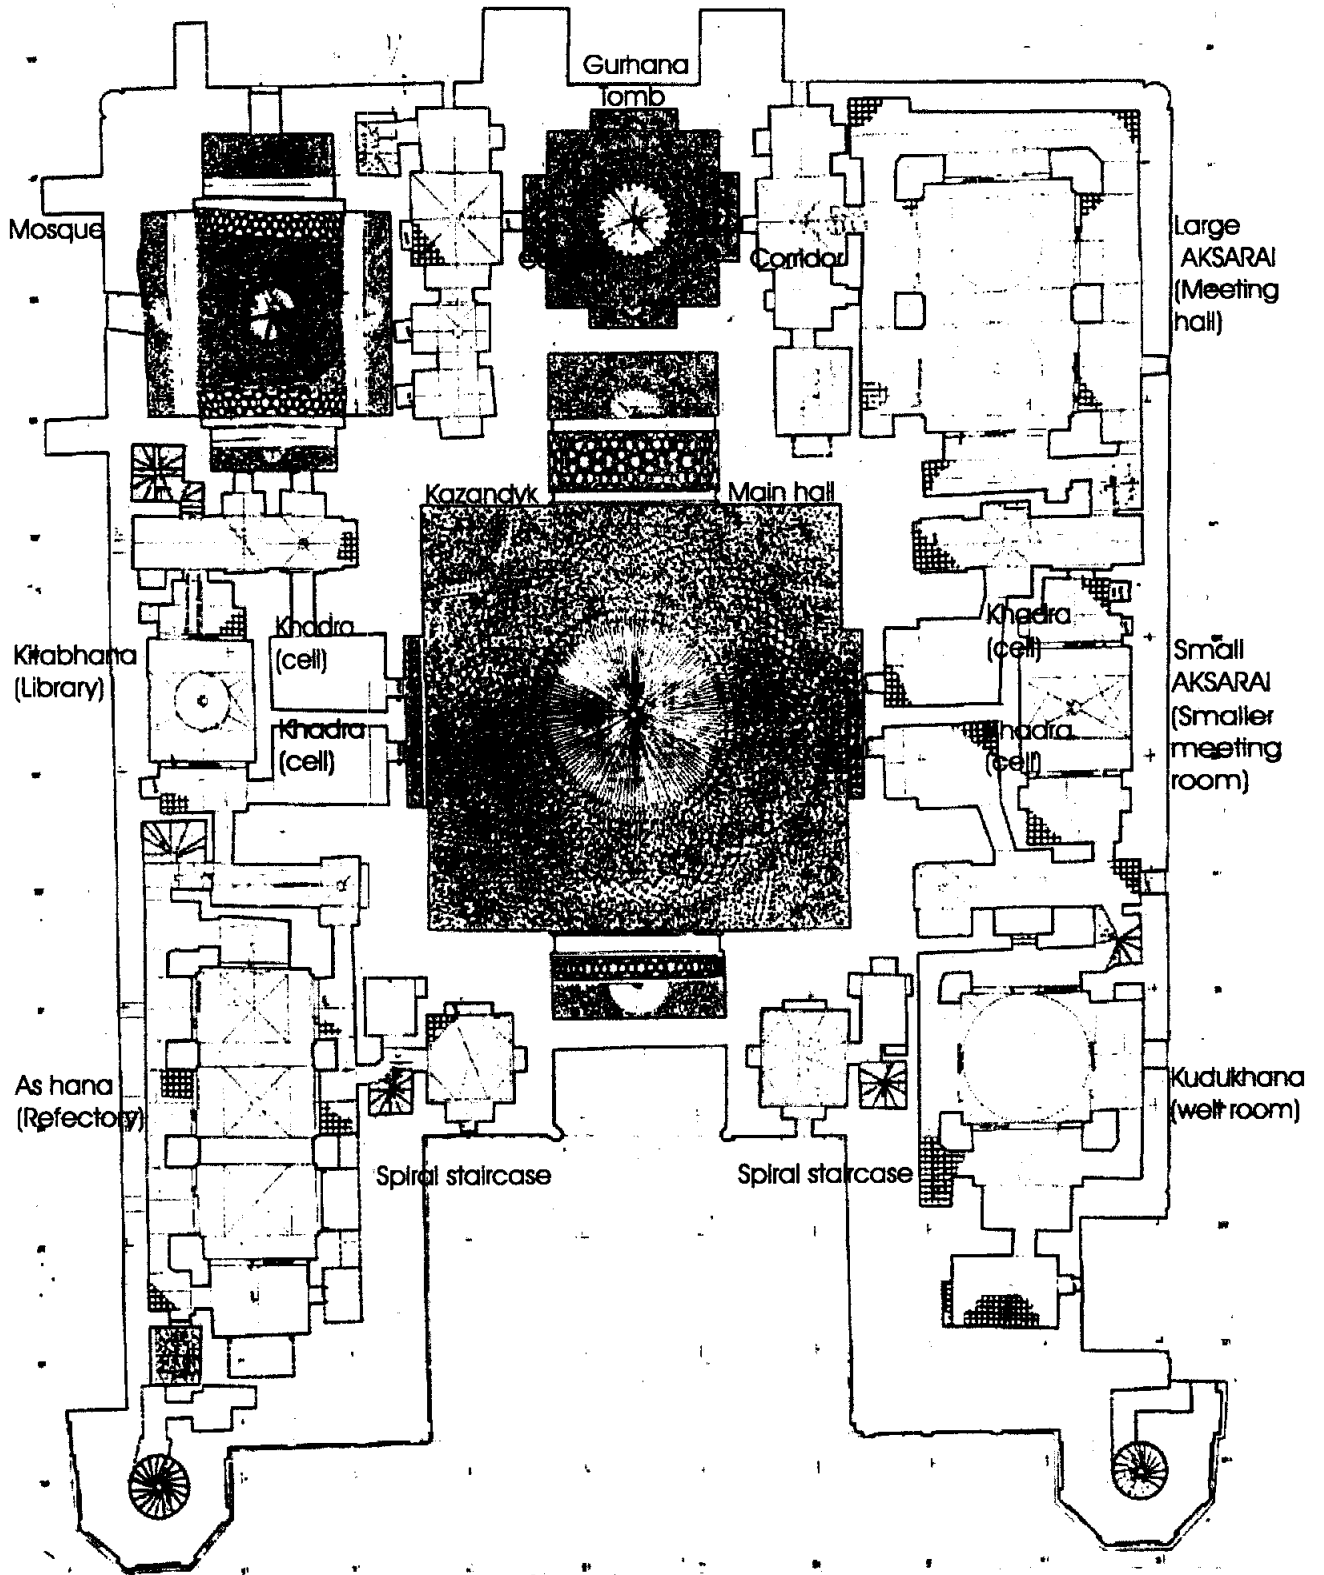 Gurhana
Tomb
Mosque
Corridor
Large
AKSARAI
(Meeting
hall)
Kazandyk
Main hall
Khadra
(cell)
Khadra
(cell)
Kitabhana
(Library)
Small
AKSARAI
(Smaller
meeting
room)
Khadra
(cell)
Khadra
(cell)
As hana
(Refectory)
Kudukhana
(well room)
Spiral staircase
Spiral staircase